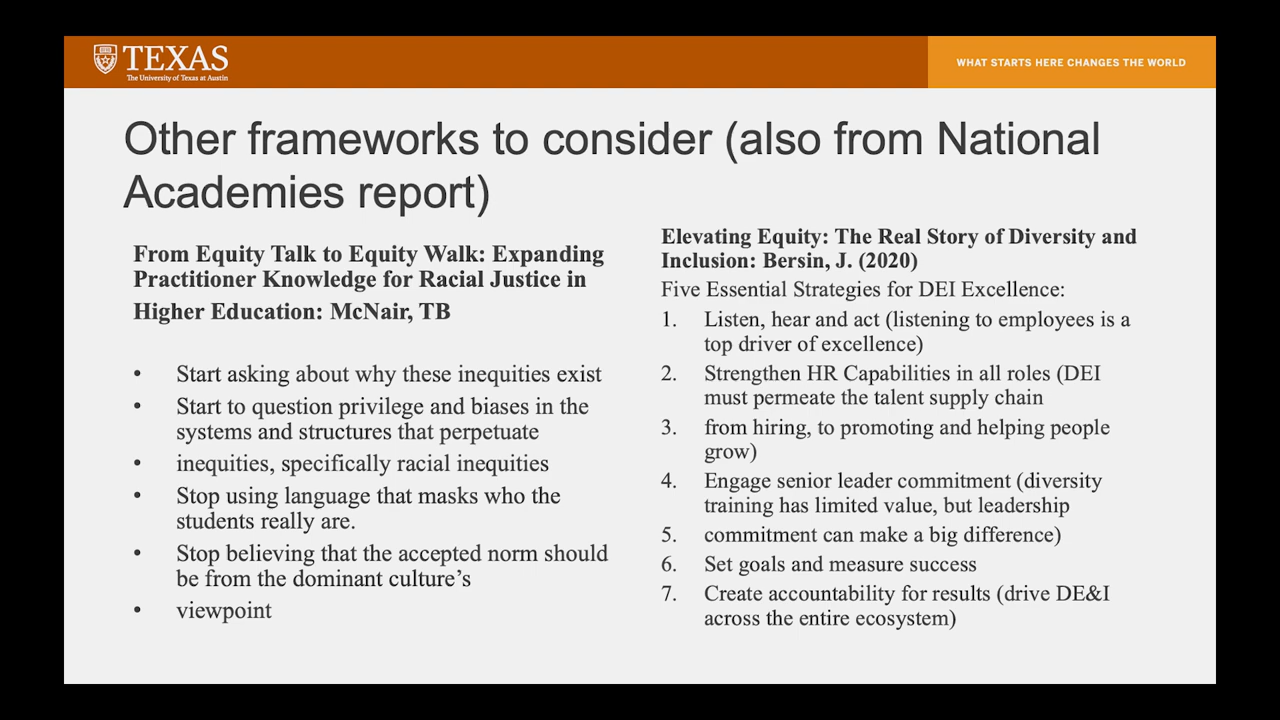 TEXAS
The University of Texas at Austin
WHAT STARTS HERE CHANGES THE WORLD
Other frameworks to consider (also from National
Academies report)
From Equity Talk to Equity Walk: Expanding
Practitioner Knowledge for Racial Justice in
Higher Education: McNair, TB
• Start asking about why these inequities exist
• Start to question privilege and biases in the
systems and structures that perpetuate
• inequities, specifically racial inequities
• Stop using language that masks who the
students really are.
• Stop believing that the accepted norm should
be from the dominant culture’s
• viewpoint
Elevating Equity: The Real Story of Diversity and
Inclusion: Bersin, J. (2020)
Five Essential Strategies for DEI Excellence:
1. Listen, hear and act (listening to employees is a
top driver of excellence)
2. Strengthen HR Capabilities in all roles (DEI
must permeate the talent supply chain
3. from hiring, to promoting and helping people
grow)
4. Engage senior leader commitment (diversity
training has limited value, but leadership
5. commitment can make a big difference)
6. Set goals and measure success
7. Create accountability for results (drive DE&I
across the entire ecosystem)